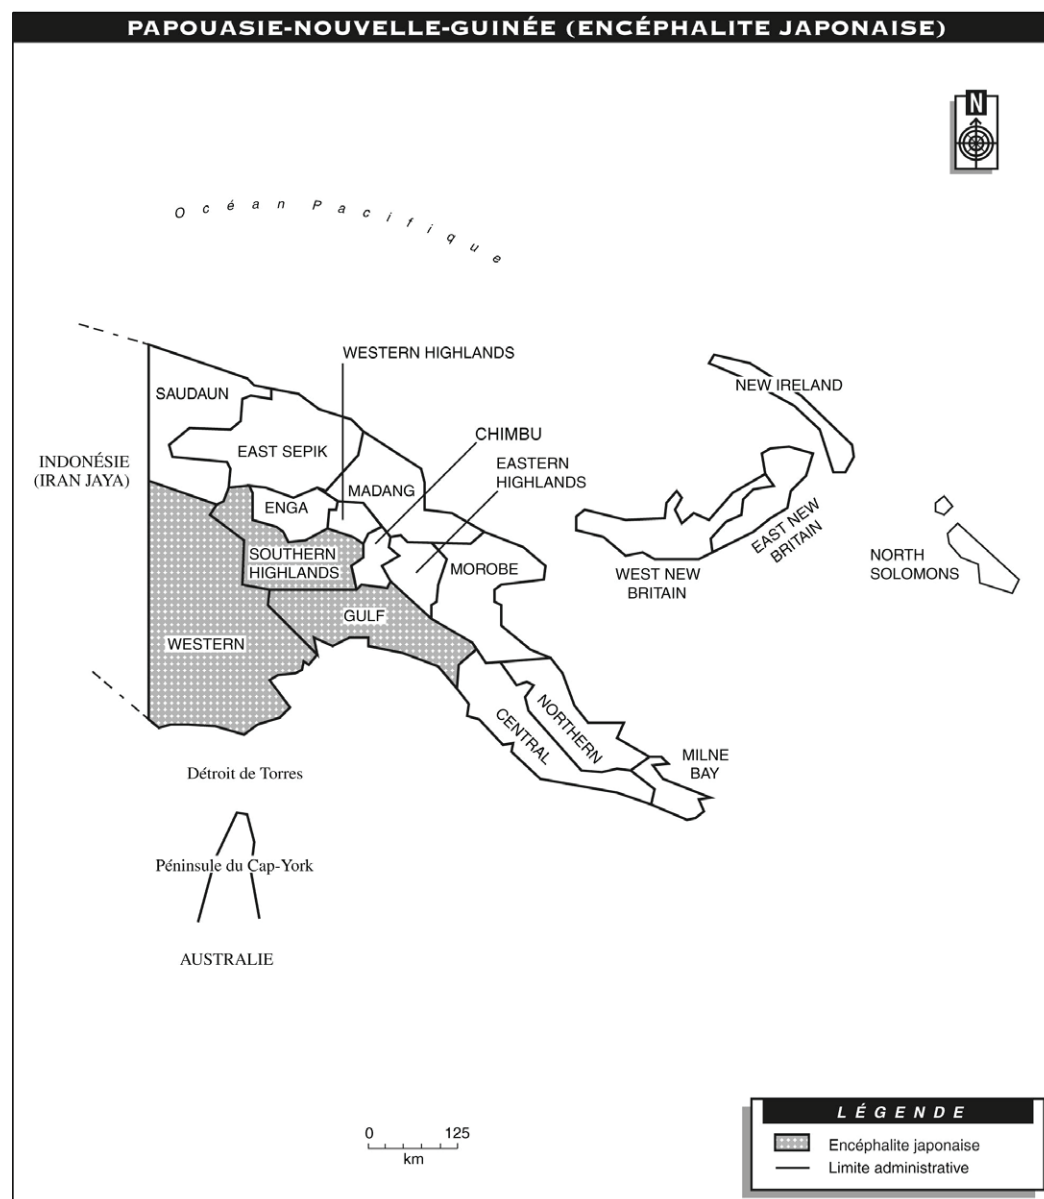 PAPOUASIE-NOUVELLE-GUINÉE (ENCÉPHALITE JAPONAISE)
N
Océan Pacifique
WESTERN HIGHLANDS
SAUDAUN
NEW IRELAND
CHIMBU
EAST SEPIK
INDONÉSIE
(IRAN JAYA)
EASTERN
HIGHLANDS
MADANG
ENGA
EAST NEW
BRITAIN
SOUTHERN
HIGHLANDS
MOROBE
WEST NEW
BRITAIN
NORTH
SOLOMONS
GULF
WESTERN
NORTHERN
CENTRAL
MILNE
BAY
Détroit de Torres
Péninsule du Cap-York
AUSTRALIE
LÉGENDE
Encéphalite japonaise
Limite administrative
0 125
km